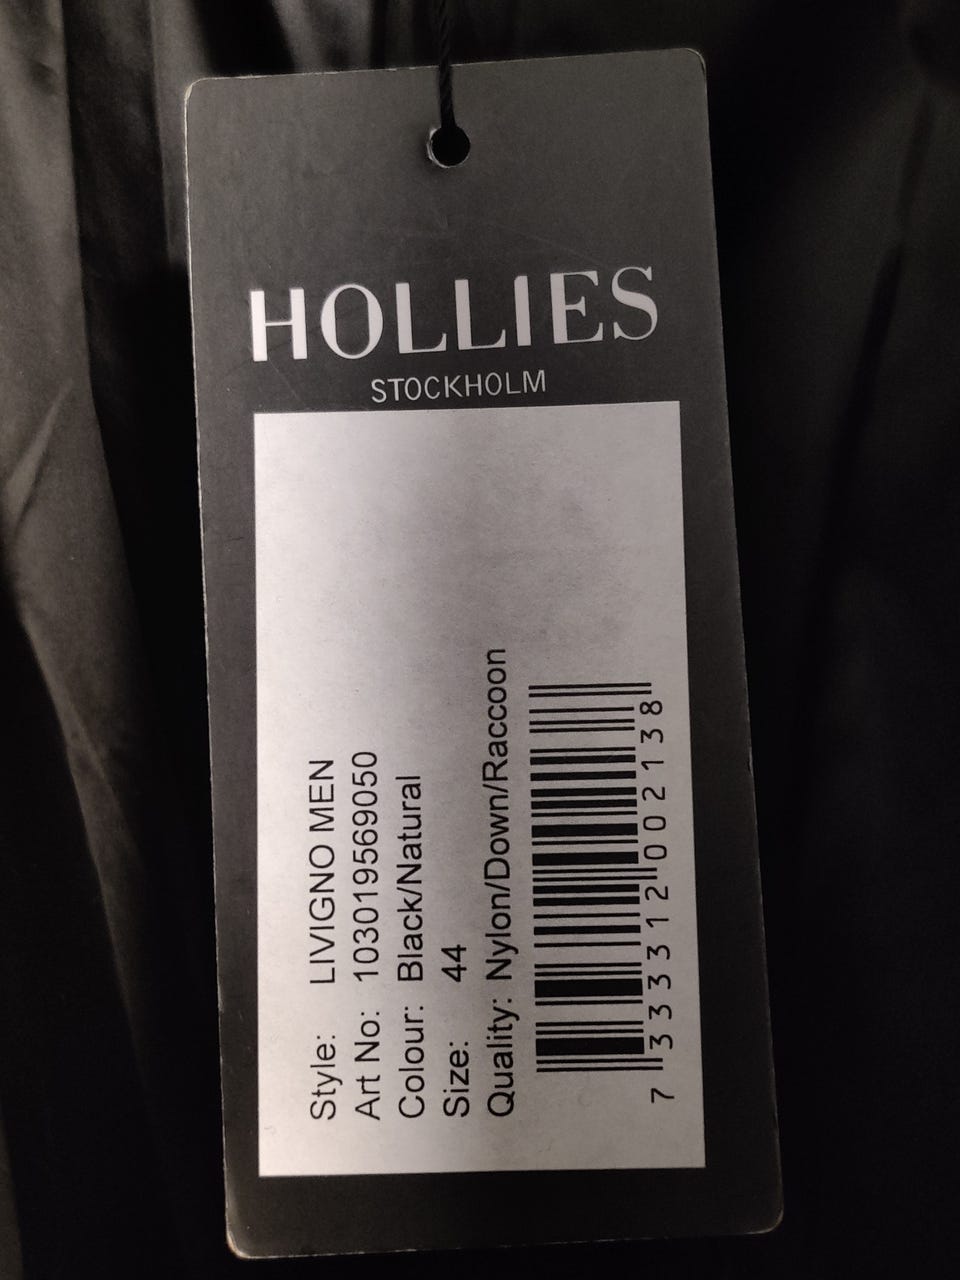 HOLLIES
STOCKHOLM
Style: LIVIGNO MEN
Art No: 103019569050
Colour: Black/Natural
Size: 44
Quality: Nylon/Down/Raccoon
7 333312 002138